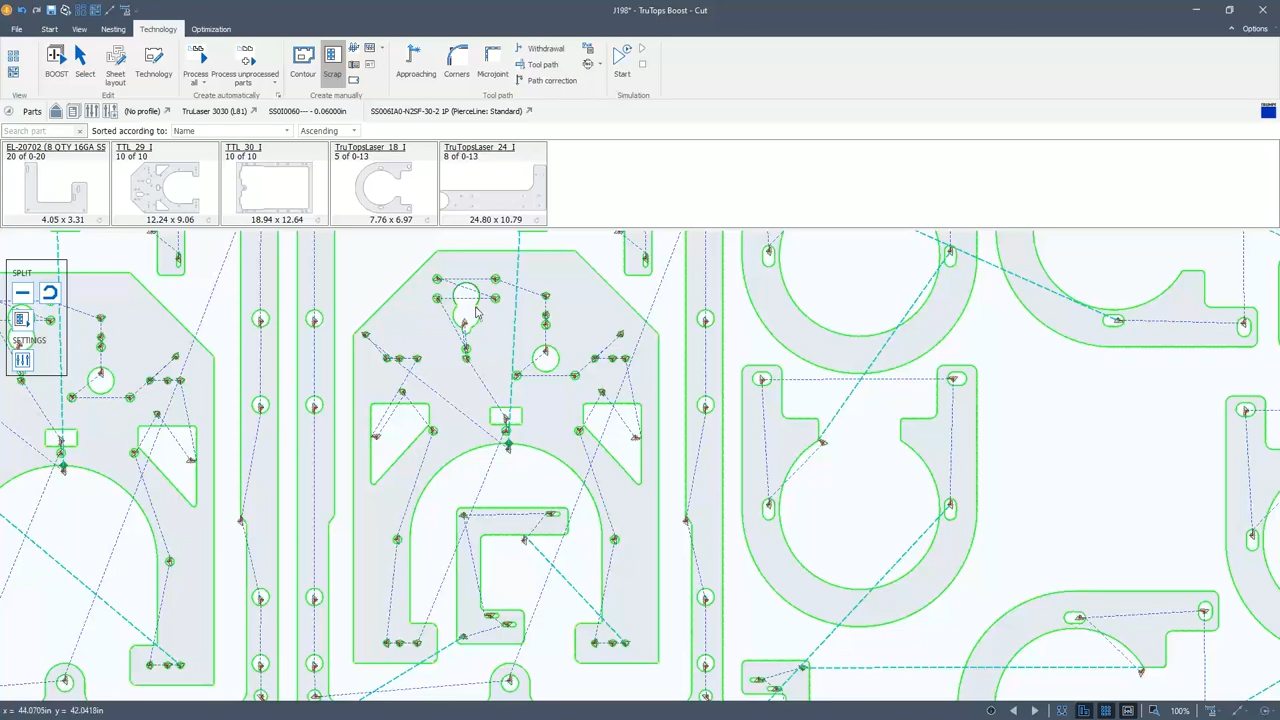 J198* - TruTops Boost - Cut
File Start View Nesting Technology Optimization
Options
BOOST Select Sheet layout Technology Process all Process unprocessed parts Contour Scrap Approaching Corners Microjoint Withdrawal Tool path Path correction Start
View Edit Create automatically Create manually Tool path Simulation
Parts (No profile) TruLaser 3030 (L81) SS0I0060---- - 0.06000in SS006IA0-N2SF-30-2 1P (PierceLine: Standard)
Search part Sorted according to: Name Ascending
EL-20702 (8 QTY 16GA SS
20 of 0-20
4.05 x 3.31
TTL_29_I
10 of 10
12.24 x 9.06
TTL_30_I
10 of 10
18.94 x 12.64
TruTopsLaser_18_I
5 of 0-13
7.76 x 6.97
TruTopsLaser_24_I
8 of 0-13
24.80 x 10.79
SPLIT
SETTINGS
x = 44.0705in y = 42.0418in
100%